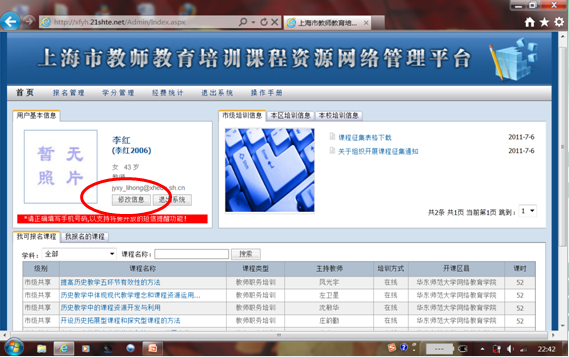 http://xfyh.21shte.net/Admin/Index.aspx
上海市教师教育培...
上海市教师教育培训课程资源网络管理平台
首 页 报名管理 学分管理 经费统计 退出系统 操作手册
用户基本信息
暂 无
照 片
李红
(李红2006)
女 43 岁
jyxy_lihong@xhedu.sh.cn
修改信息 退出系统
*请正确填写手机号码,以支持将要开放的短信提醒功能！
市级培训信息 本区培训信息 本校培训信息
课程征集表格下载 2011-7-6
关于组织开展课程征集通知 2011-7-6
共2条 共1页 当前第1页 跳到： 1
我可报名课程 我报名的课程
学科： 全部 课程名称： 搜索
级别 课程名称 课程类型 主持教师 培训方式 开课区县 课时
市级共享 提高历史教学五环节有效性的方法 教师职务培训 凤光宇 在线 华东师范大学网络教育学院 52
市级共享 历史教学中体现现代教学理念和课程资源运用... 教师职务培训 左卫星 在线 华东师范大学网络教育学院 52
市级共享 历史教学中的课程资源开发与利用 教师职务培训 沈敏华 在线 华东师范大学网络教育学院 52
市级共享 开设历史拓展型课程和探究型课程的方法 教师职务培训 庄韵勤 在线 华东师范大学网络教育学院 52
22:42